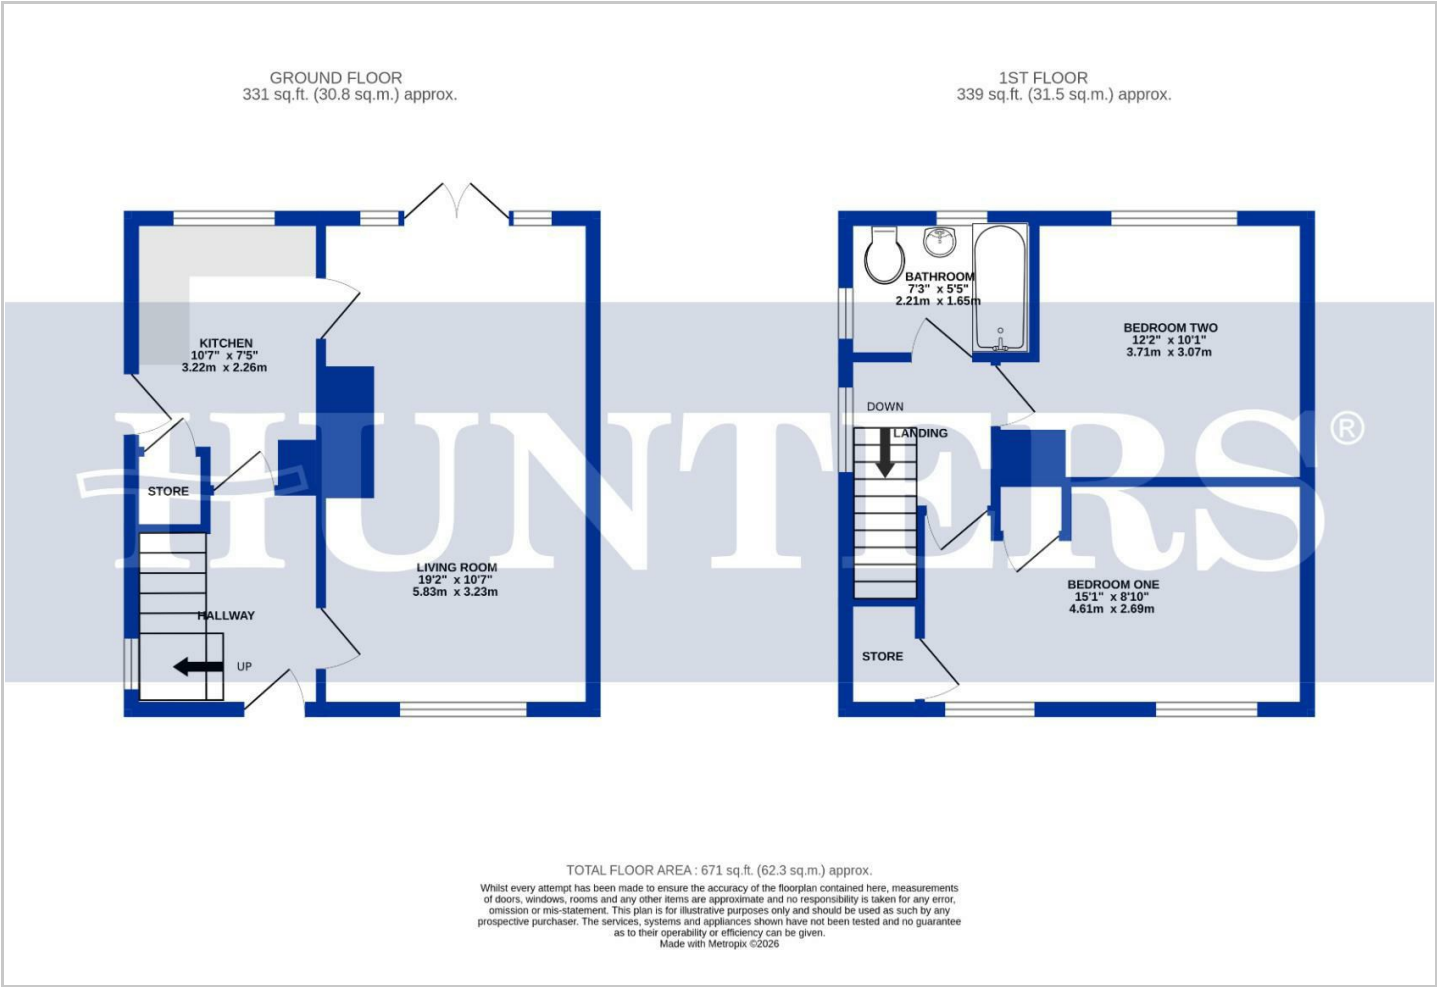 GROUND FLOOR
331 sq.ft. (30.8 sq.m.) approx.
1ST FLOOR
339 sq.ft. (31.5 sq.m.) approx.
KITCHEN
10'7" x 7'5"
3.22m x 2.26m
STORE
HALLWAY
UP
LIVING ROOM
19'2" x 10'7"
5.83m x 3.23m
BATHROOM
7'3" x 5'5"
2.21m x 1.65m
BEDROOM TWO
12'2" x 10'1"
3.71m x 3.07m
DOWN
LANDING
BEDROOM ONE
15'1" x 8'10"
4.61m x 2.69m
STORE
HUNTERS®
TOTAL FLOOR AREA : 671 sq.ft. (62.3 sq.m.) approx.
Whilst every attempt has been made to ensure the accuracy of the floorplan contained here, measurements
of doors, windows, rooms and any other items are approximate and no responsibility is taken for any error,
omission or mis-statement. This plan is for illustrative purposes only and should be used as such by any
prospective purchaser. The services, systems and appliances shown have not been tested and no guarantee
as to their operability or efficiency can be given.
Made with Metropix ©2026